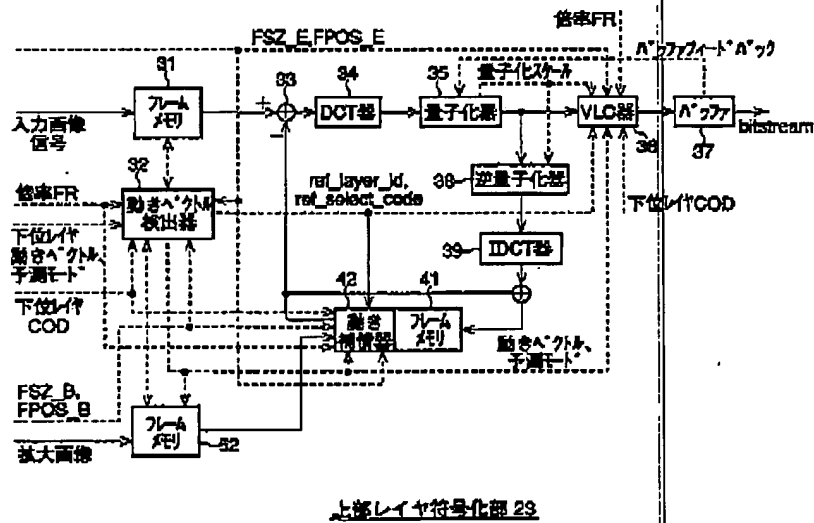 倍率FR
FSZ_E,FPOS_E
バッファフィードバック
31
33
34
35
量子化スケール
フレーム
メモリ
+
DCT器
量子化器
VLC器
バッファ
入力画像
信号
−
36
37
bitstream
32
ref_layer_id,
ref_select_code
38
逆量子化器
倍率FR
動きベクトル
検出器
下位レイヤCOD
下位レイヤ
動きベクトル、
予測モード
39
IDCT器
下位レイヤ
COD
42
41
動き
補償器
フレーム
メモリ
動きベクトル、
予測モード
FSZ_B,
FPOS_B
フレーム
メモリ
52
拡大画像
上部レイヤ符号化部 23